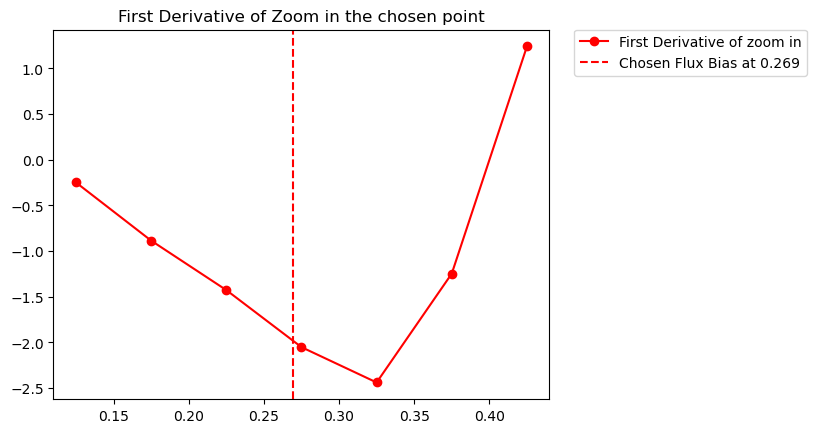 First Derivative of Zoom in the chosen point
First Derivative of zoom in
Chosen Flux Bias at 0.269
1.0
0.5
0.0
−0.5
−1.0
−1.5
−2.0
−2.5
0.15 0.20 0.25 0.30 0.35 0.40